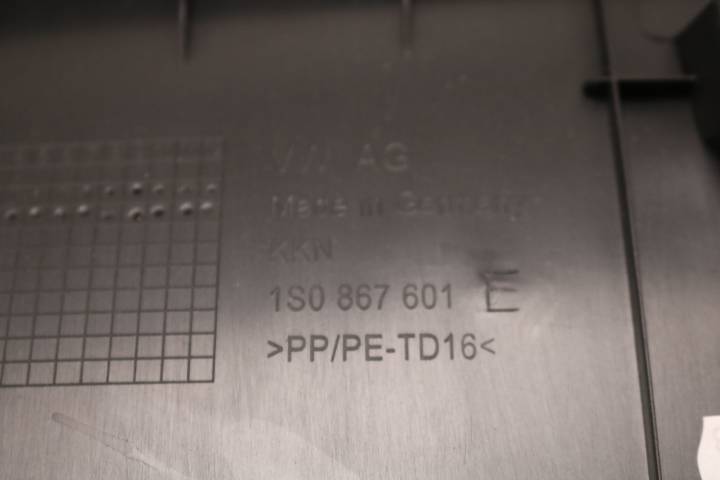 VW AG
Made in Germany
KKN
1S0 867 601 E
>PP/PE-TD16<